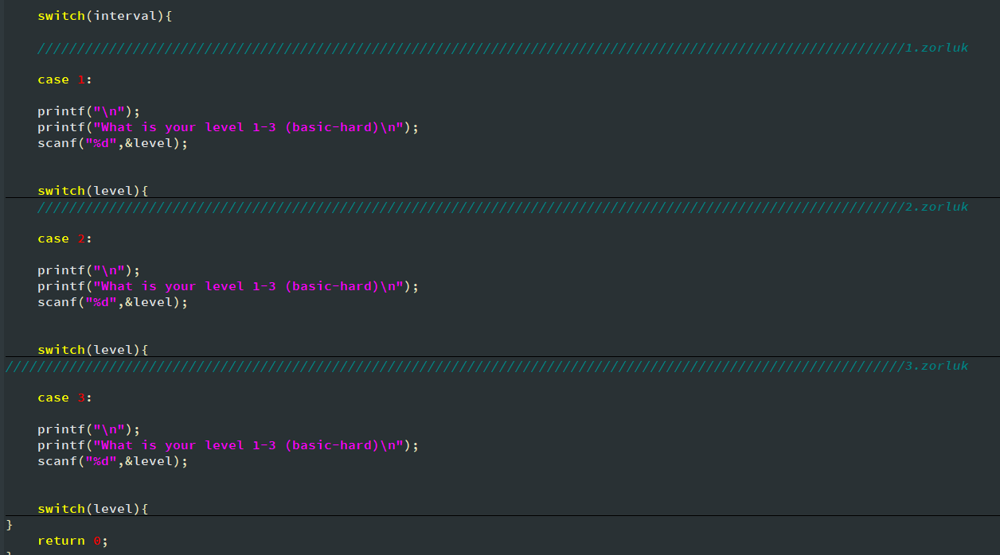 switch(interval){
/////////////////////////////////////////////////////////////////////////////////////////////////////////////1.zorluk
case 1:
printf("\n");
printf("What is your level 1-3 (basic-hard)\n");
scanf("%d",&level);
switch(level){
/////////////////////////////////////////////////////////////////////////////////////////////////////////////2.zorluk
case 2:
printf("\n");
printf("What is your level 1-3 (basic-hard)\n");
scanf("%d",&level);
switch(level){
/////////////////////////////////////////////////////////////////////////////////////////////////////////////////3.zorluk
case 3:
printf("\n");
printf("What is your level 1-3 (basic-hard)\n");
scanf("%d",&level);
switch(level){
}
return 0;